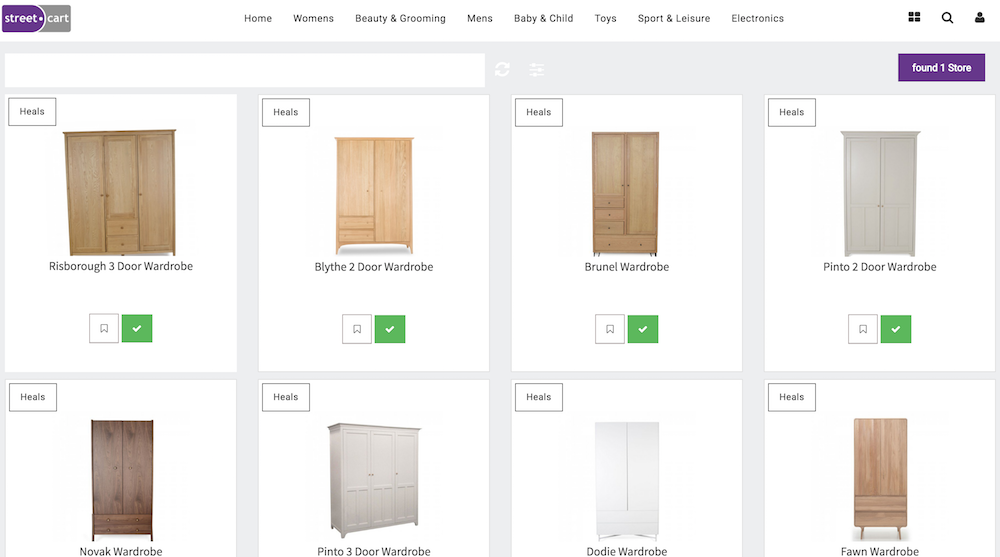 street cart
Home Womens Beauty & Grooming Mens Baby & Child Toys Sport & Leisure Electronics
found 1 Store
Heals Heals Heals Heals
Risborough 3 Door Wardrobe Blythe 2 Door Wardrobe Brunel Wardrobe Pinto 2 Door Wardrobe
Heals Heals Heals Heals
Novak Wardrobe Pinto 3 Door Wardrobe Dodie Wardrobe Fawn Wardrobe